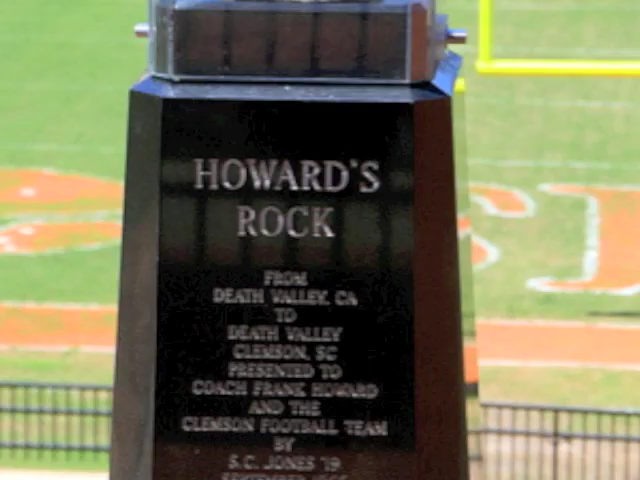 HOWARD'S
ROCK
FROM
DEATH VALLEY, CA
TO
DEATH VALLEY
CLEMSON, SC
PRESENTED TO
COACH FRANK HOWARD
AND THE
CLEMSON FOOTBALL TEAM
BY
S.C. JONES '19
SEPTEMBER